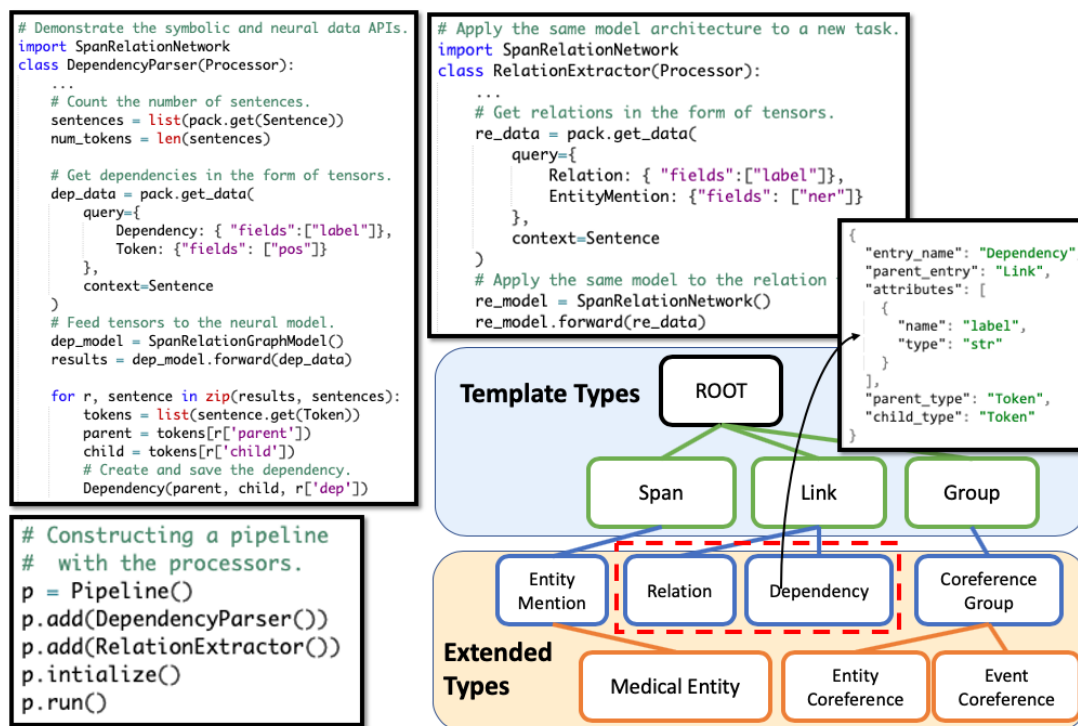 # Demonstrate the symbolic and neural data APIs.
import SpanRelationNetwork
class DependencyParser(Processor):
...
# Count the number of sentences.
sentences = list(pack.get(Sentence))
num_tokens = len(sentences)
# Get dependencies in the form of tensors.
dep_data = pack.get_data(
query={
Dependency: { "fields":["label"]},
Token: {"fields": ["pos"]}
},
context=Sentence
)
# Feed tensors to the neural model.
dep_model = SpanRelationGraphModel()
results = dep_model.forward(dep_data)
for r, sentence in zip(results, sentences):
tokens = list(sentence.get(Token))
parent = tokens[r['parent'])
child = tokens[r['child'])
# Create and save the dependency.
Dependency(parent, child, r['dep'])
# Apply the same model architecture to a new task.
import SpanRelationNetwork
class RelationExtractor(Processor):
...
# Get relations in the form of tensors.
re_data = pack.get_data(
query={
Relation: { "fields":["label"]},
EntityMention: {"fields": ["ner"]}
},
context=Sentence
)
# Apply the same model to the relation
re_model = SpanRelationNetwork()
re_model.forward(re_data)
{
"entry_name": "Dependency",
"parent_entry": "Link",
"attributes": [
{
"name": "label",
"type": "str"
}
],
"parent_type": "Token",
"child_type": "Token"
}
# Constructing a pipeline
# with the processors.
p = Pipeline()
p.add(DependencyParser())
p.add(RelationExtractor())
p.intialize()
p.run()
Template Types
ROOT
Span
Link
Group
Entity
Mention
Relation
Dependency
Coreference
Group
Extended
Types
Medical Entity
Entity
Coreference
Event
Coreference